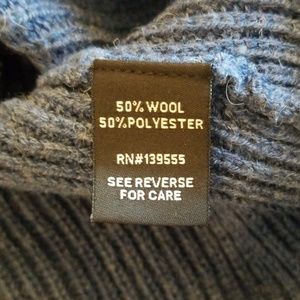 50% WOOL
50%POLYESTER
RN#139555
SEE REVERSE
FOR CARE